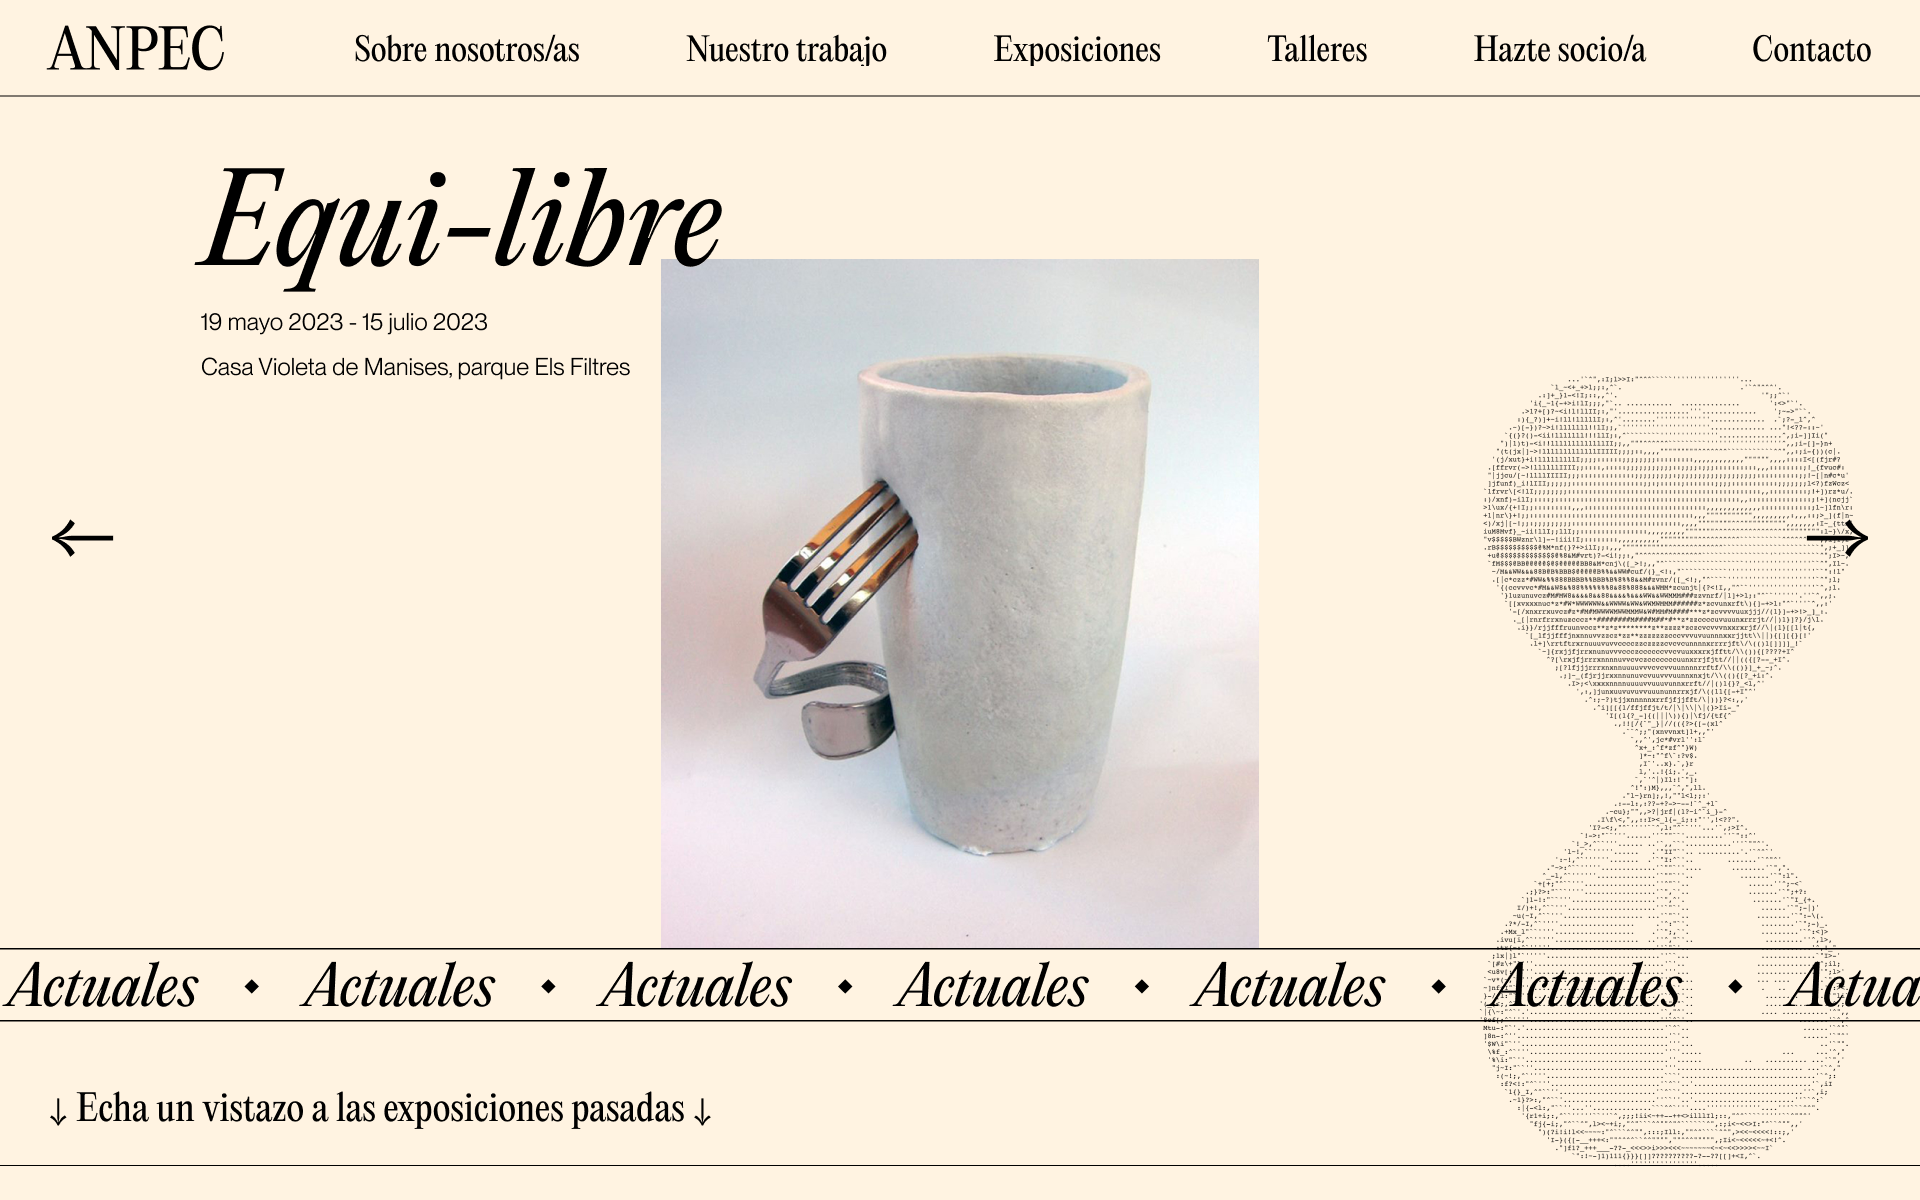 ANPEC
Sobre nosotros/as
Nuestro trabajo
Exposiciones
Talleres
Hazte socio/a
Contacto
Equi-libre
19 mayo 2023 - 15 julio 2023
Casa Violeta de Manises, parque Els Filtres
← →
Actuales ◆ Actuales ◆ Actuales ◆ Actuales ◆ Actuales ◆ Actuales ◆ Actua
↓ Echa un vistazo a las exposiciones pasadas ↓